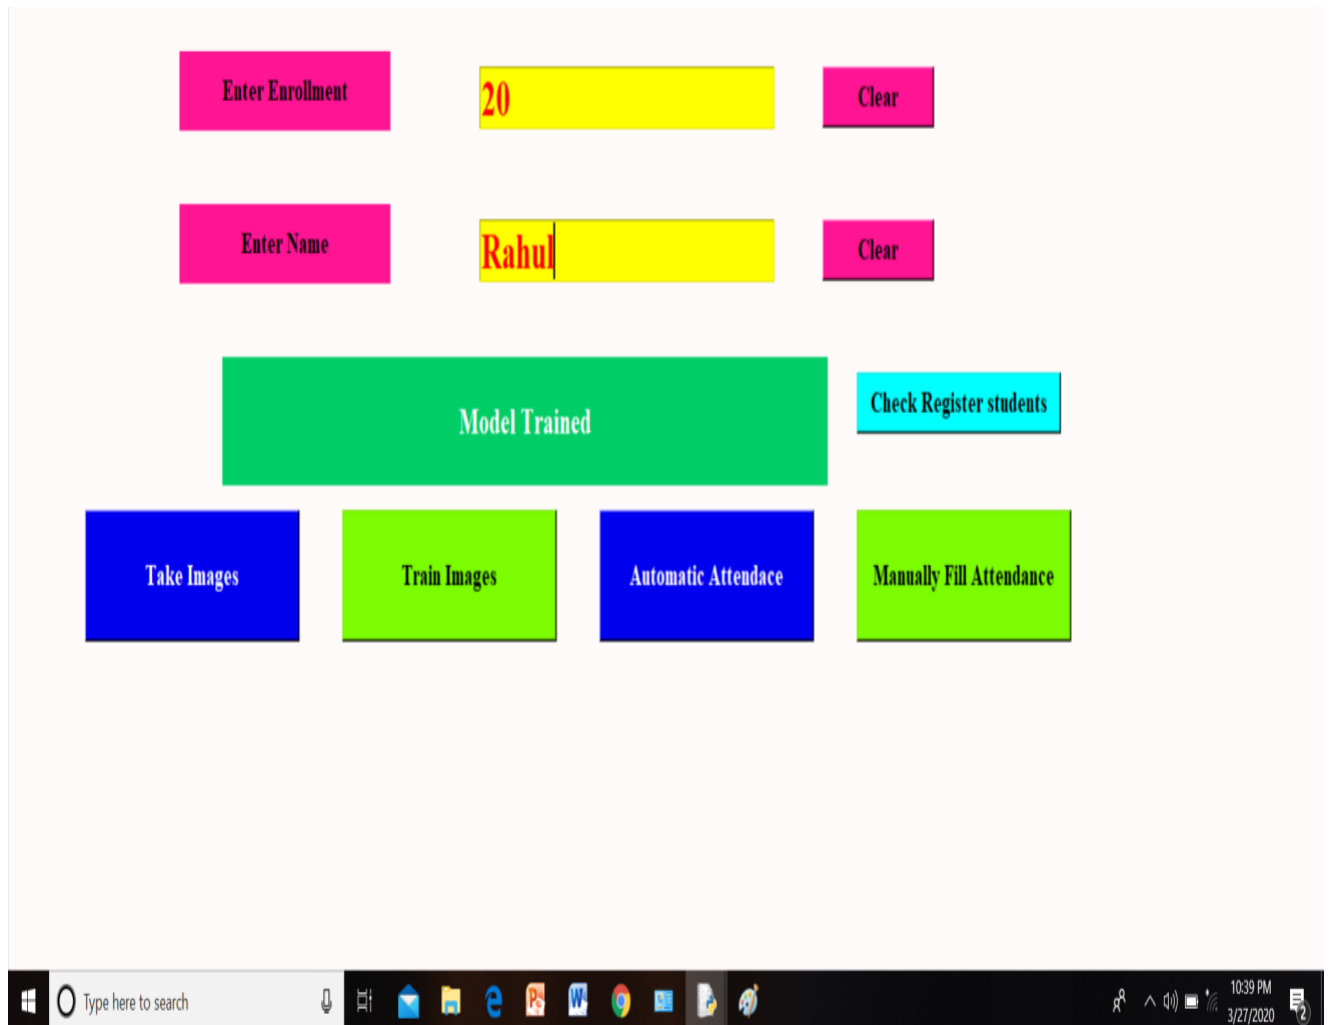 Enter Enrollment
20
Clear
Enter Name
Rahul
Clear
Model Trained
Check Register students
Take Images
Train Images
Automatic Attendace
Manually Fill Attendance
Type here to search
10:39 PM
3/27/2020
2